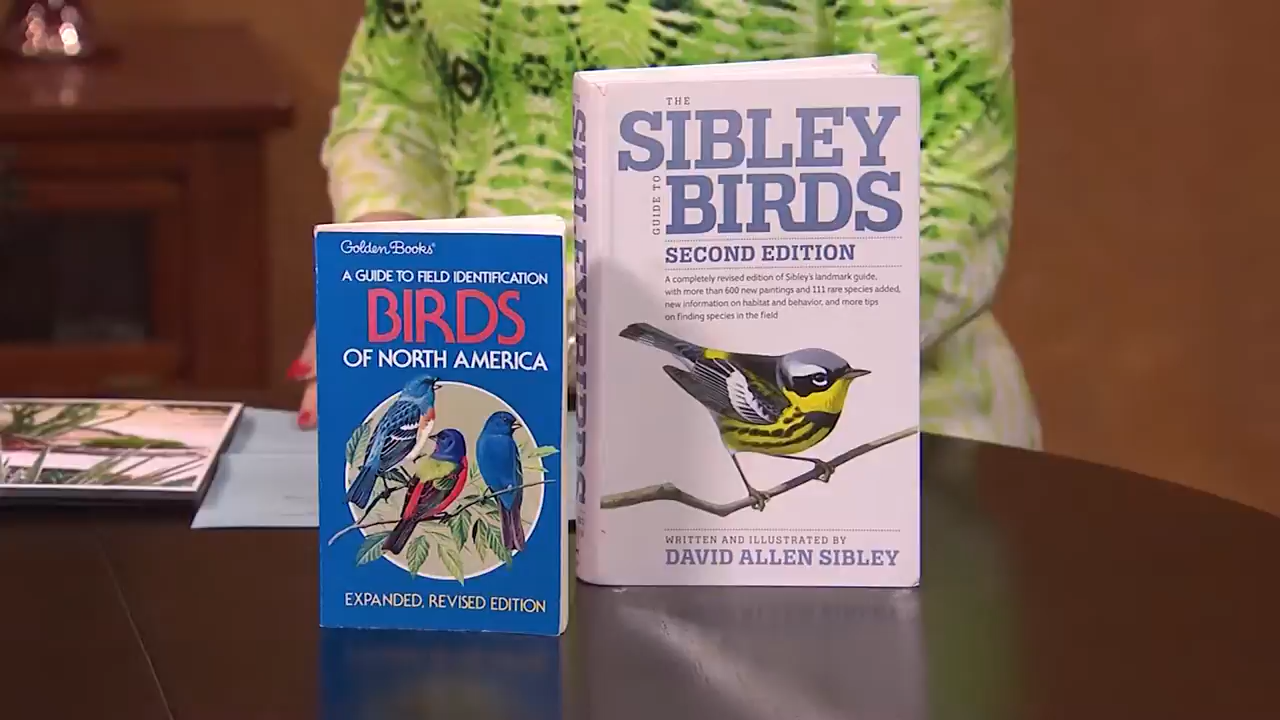 Golden Books®
A GUIDE TO FIELD IDENTIFICATION
BIRDS
OF NORTH AMERICA
EXPANDED, REVISED EDITION
THE
SIBLEY
GUIDE TO
BIRDS
SECOND EDITION
A completely revised edition of Sibley's landmark guide,
with more than 600 new paintings and 111 rare species added,
new information on habitat and behavior, and more tips
on finding species in the field
WRITTEN AND ILLUSTRATED BY
DAVID ALLEN SIBLEY
SIBLEY BIRDS